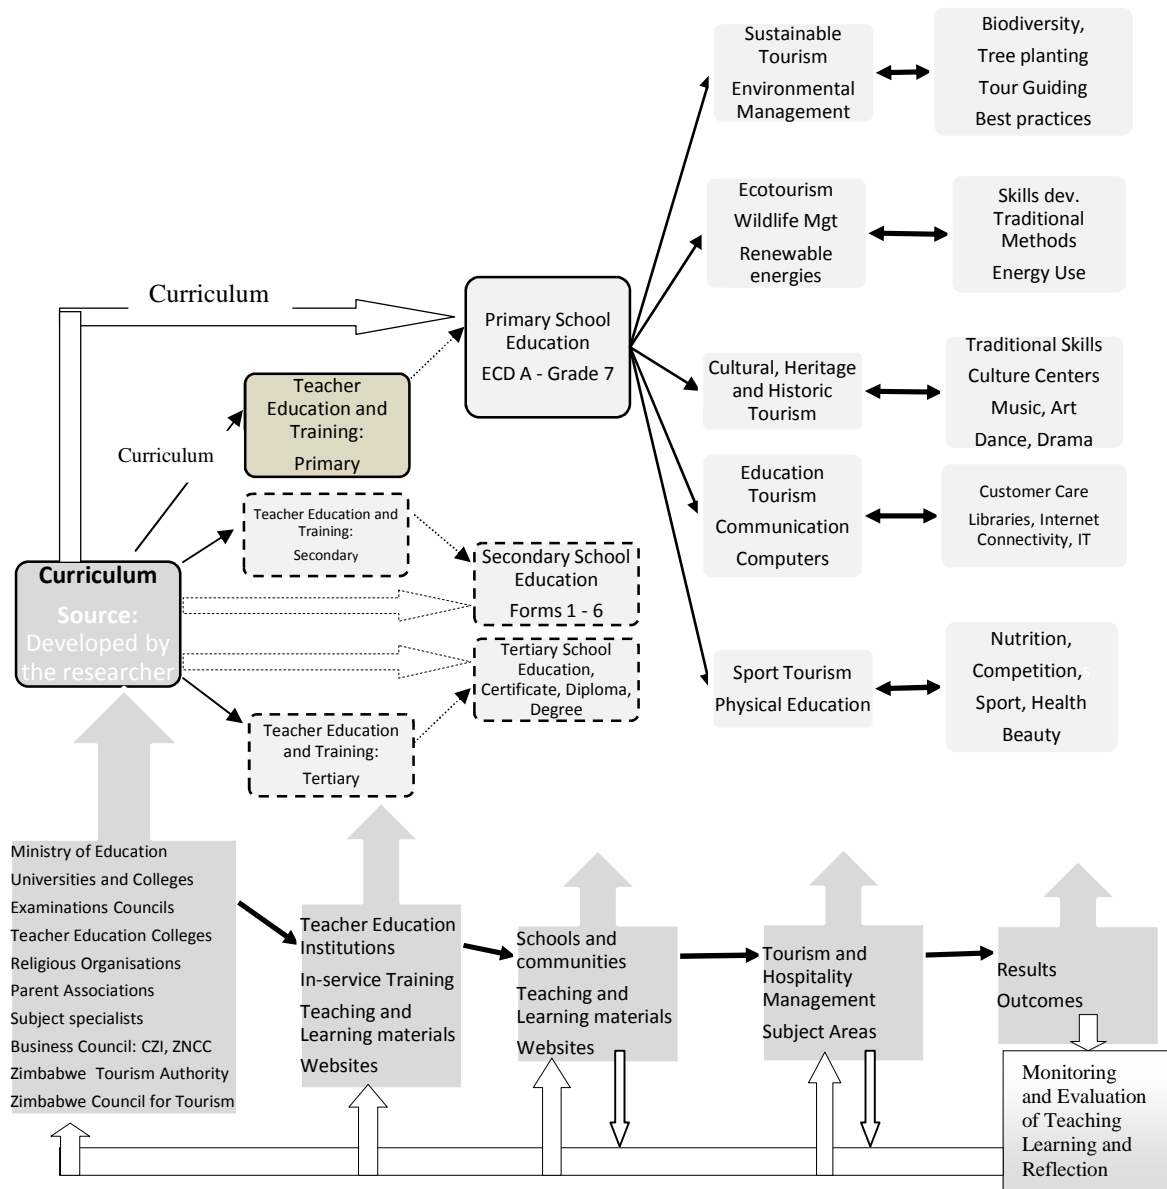 Sustainable
Tourism
Environmental
Management
Biodiversity,
Tree planting
Tour Guiding
Best practices
Ecotourism
Wildlife Mgt
Renewable
energies
Skills dev.
Traditional
Methods
Energy Use
Curriculum
Primary School
Education
ECD A - Grade 7
Cultural, Heritage
and Historic
Tourism
Traditional Skills
Culture Centers
Music, Art
Dance, Drama
Teacher
Education and
Training:
Primary
Curriculum
Education
Tourism
Communication
Computers
Customer Care
Libraries, Internet
Connectivity, IT
Teacher Education and
Training:
Secondary
Secondary School
Education
Forms 1 - 6
Curriculum
Source:
Developed by
the researcher
Tertiary School
Education,
Certificate, Diploma,
Degree
Sport Tourism
Physical Education
Nutrition,
Competition,s
Sport, Health
Beauty
Teacher Education
and Training:
Tertiary
Ministry of Education
Universities and Colleges
Examinations Councils
Teacher Education Colleges
Religious Organisations
Parent Associations
Subject specialists
Business Council: CZI, ZNCC
Zimbabwe Tourism Authority
Zimbabwe Council for Tourism
Teacher Education
Institutions
In-service Training
Teaching and
Learning materials
Websites
Schools and
communities
Teaching and
Learning materials
Websites
Tourism and
Hospitality
Management
Subject Areas
Results
Outcomes
Monitoring
and Evaluation
of Teaching
Learning and
Reflection